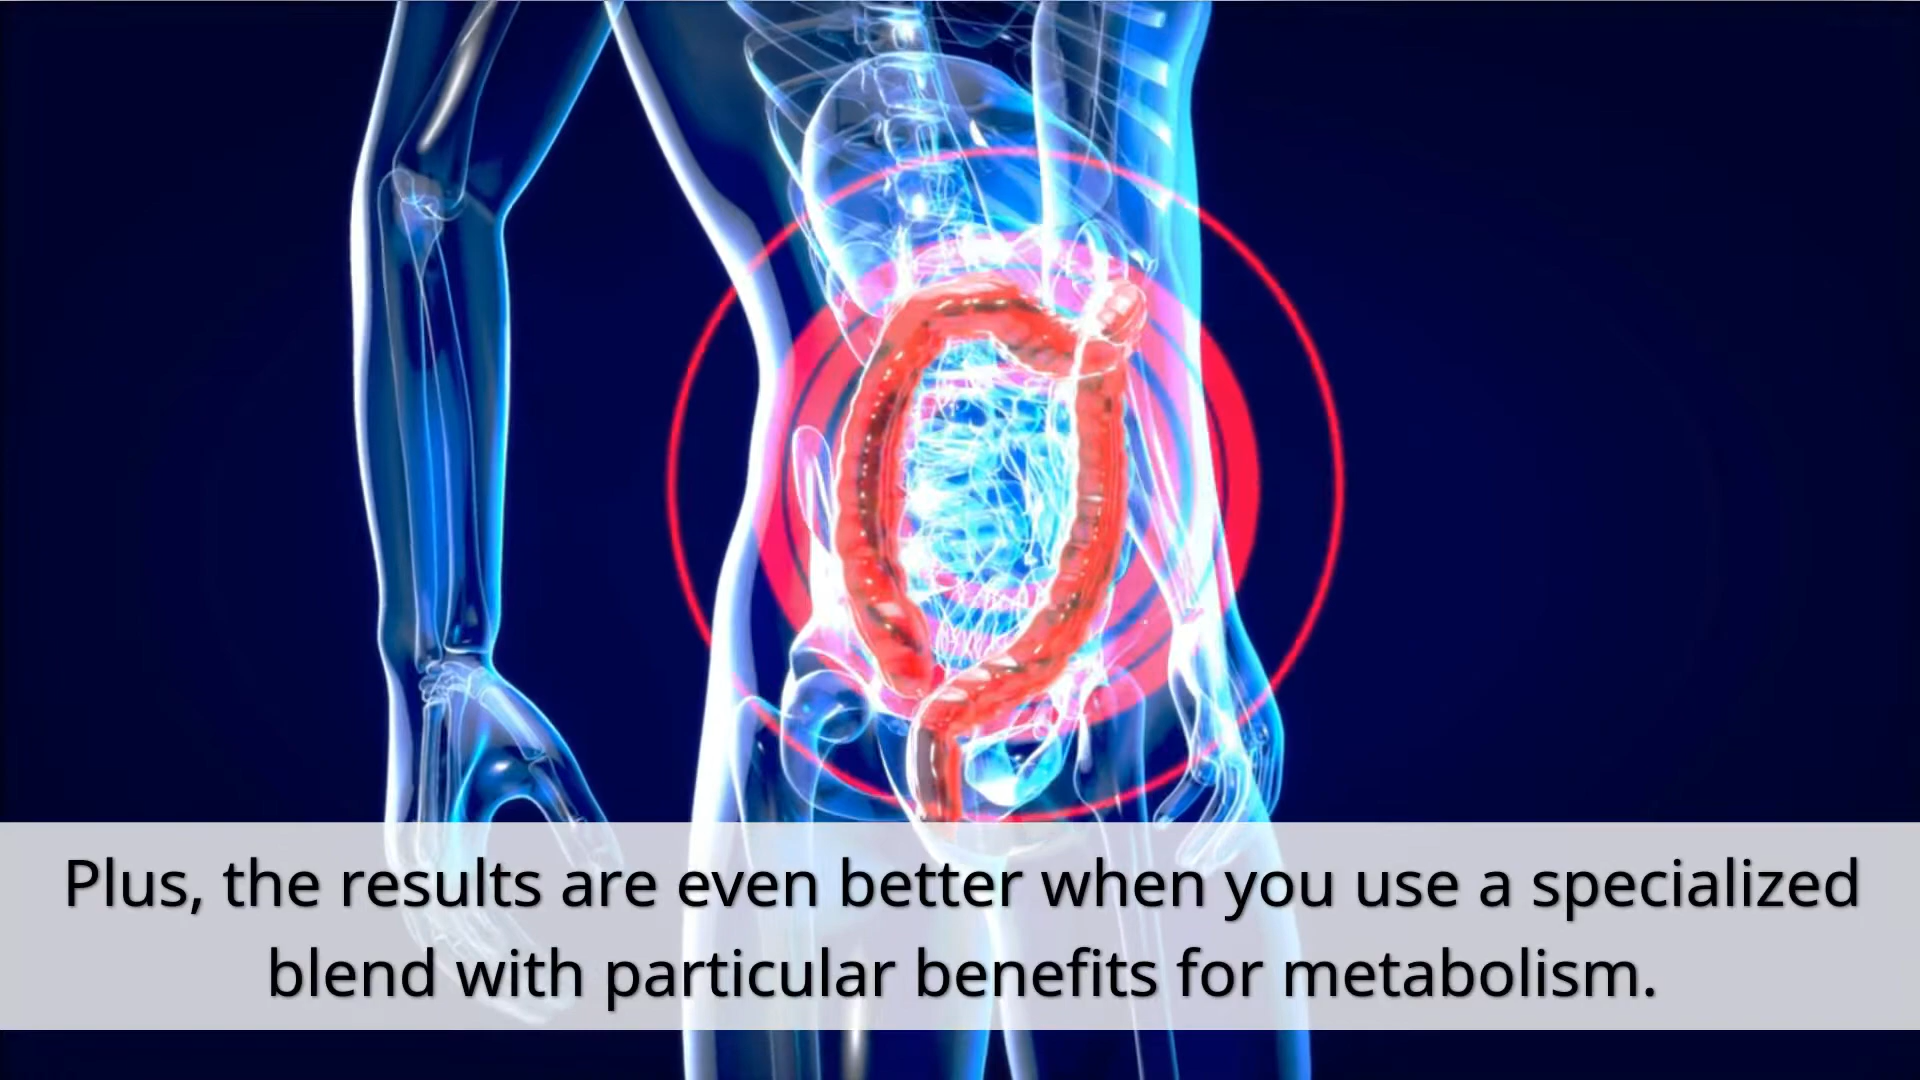 Plus, the results are even better when you use a specialized
blend with particular benefits for metabolism.